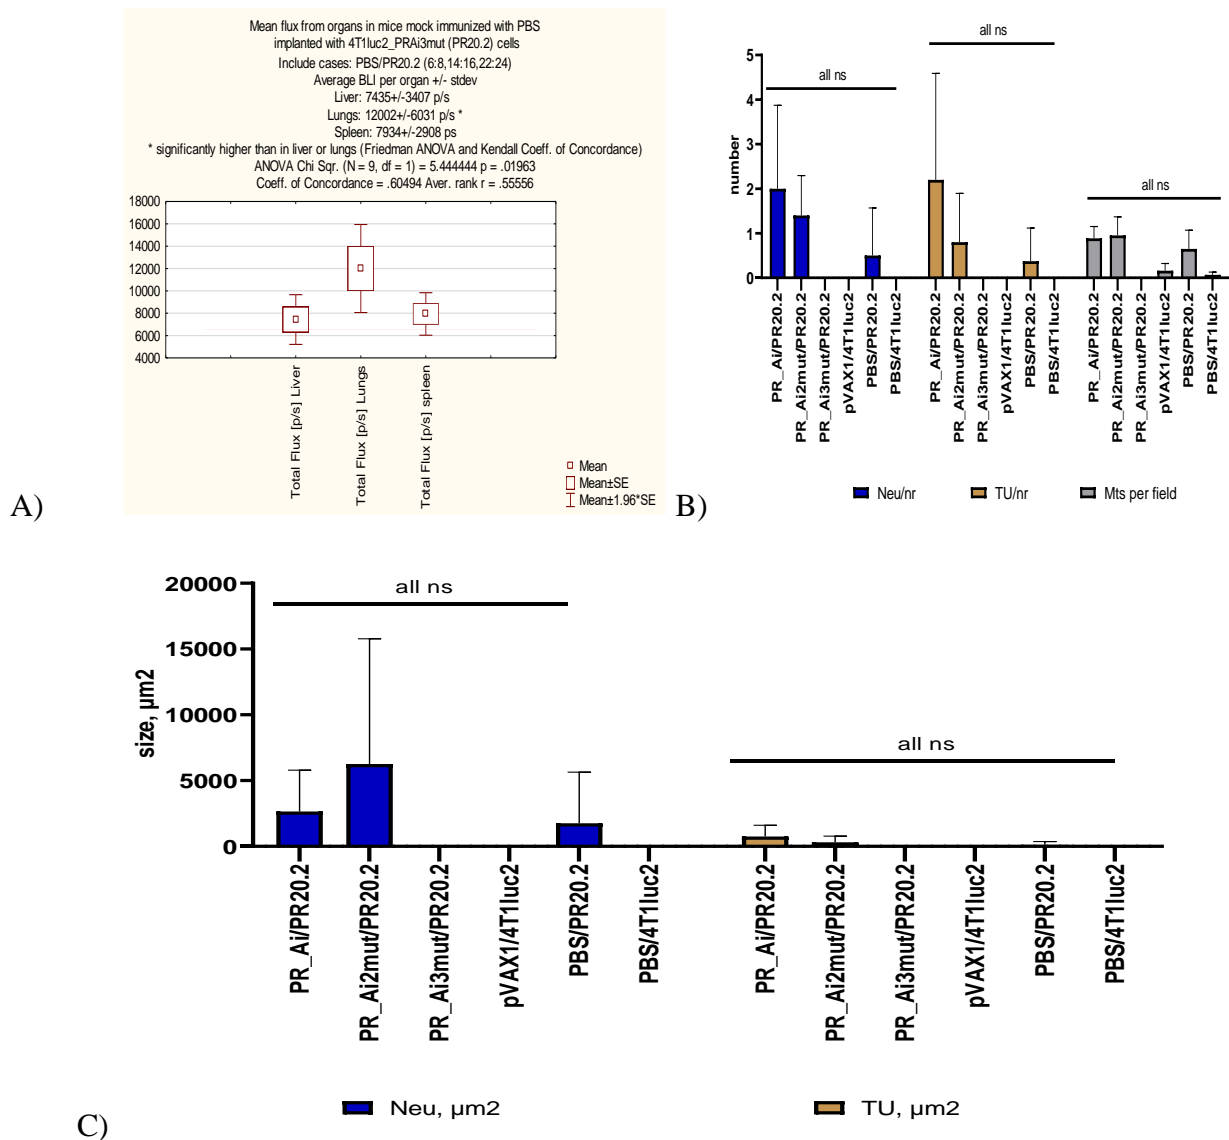 Mean flux from organs in mice mock immunized with PBS
implanted with 4T1luc2_PRAi3mut (PR20.2) cells
Include cases: PBS/PR20.2 (6:8,14:16,22:24)
Average BLI per organ +/- stdev
Liver: 7435+/-3407 p/s
Lungs: 12002+/-6031 p/s *
Spleen: 7934+/-2908 ps
* significantly higher than in liver or lungs (Friedman ANOVA and Kendall Coeff. of Concordance)
ANOVA Chi Sqr. (N = 9, df = 1) = 5.444444 p = .01963
Coeff. of Concordance = .60494 Aver. rank r = .55556
18000
16000
14000
12000
10000
8000
6000
4000
Total Flux [p/s] Liver
Total Flux [p/s] Lungs
Total Flux [p/s] spleen
Mean
Mean±SE
Mean±1.96*SE
A)
all ns
all ns
all ns
number
5
4
3
2
1
0
PR_Ai/PR20.2
PR_Ai2mut/PR20.2
PR_Ai3mut/PR20.2
pVAX1/4T1luc2
PBS/PR20.2
PBS/4T1luc2
PR_Ai/PR20.2
PR_Ai2mut/PR20.2
PR_Ai3mut/PR20.2
pVAX1/4T1luc2
PBS/PR20.2
PBS/4T1luc2
PR_Ai/PR20.2
PR_Ai2mut/PR20.2
PR_Ai3mut/PR20.2
pVAX1/4T1luc2
PBS/PR20.2
PBS/4T1luc2
Neu/nr
TU/nr
Mts per field
B)
all ns
all ns
size, µm2
20000
15000
10000
5000
0
PR_Ai/PR20.2
PR_Ai2mut/PR20.2
PR_Ai3mut/PR20.2
pVAX1/4T1luc2
PBS/PR20.2
PBS/4T1luc2
PR_Ai/PR20.2
PR_Ai2mut/PR20.2
PR_Ai3mut/PR20.2
pVAX1/4T1luc2
PBS/PR20.2
PBS/4T1luc2
Neu, µm2
TU, µm2
C)